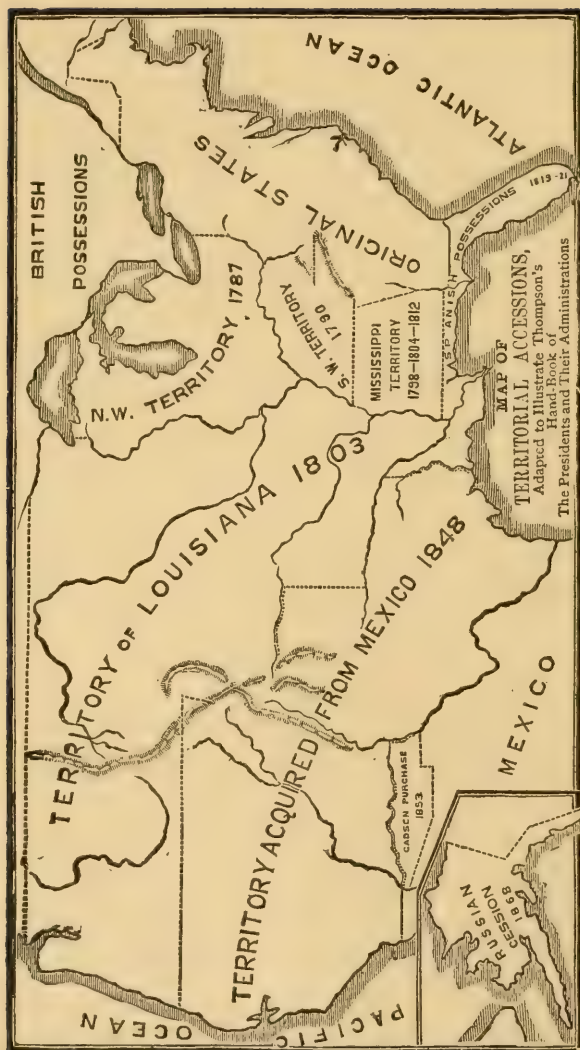 BRITISH
POSSESSIONS
ATLANTIC OCEAN
ORIGINAL STATES
N.W. TERRITORY, 1787
S.W. TERRITORY
1790
MISSISSIPPI
TERRITORY
1798-1804-1812
SPANISH POSSESSIONS 1819-21
TERRITORY OF LOUISIANA 1803
TERRITORY ACQUIRED FROM MEXICO 1848
GADSEN PURCHASE
1853
MEXICO
PACIFIC OCEAN
RUSSIAN
CESSION
1868
MAP OF
TERRITORIAL ACCESSIONS,
Adapted to Illustrate Thompson's
Hand-Book of
The Presidents and Their Administrations